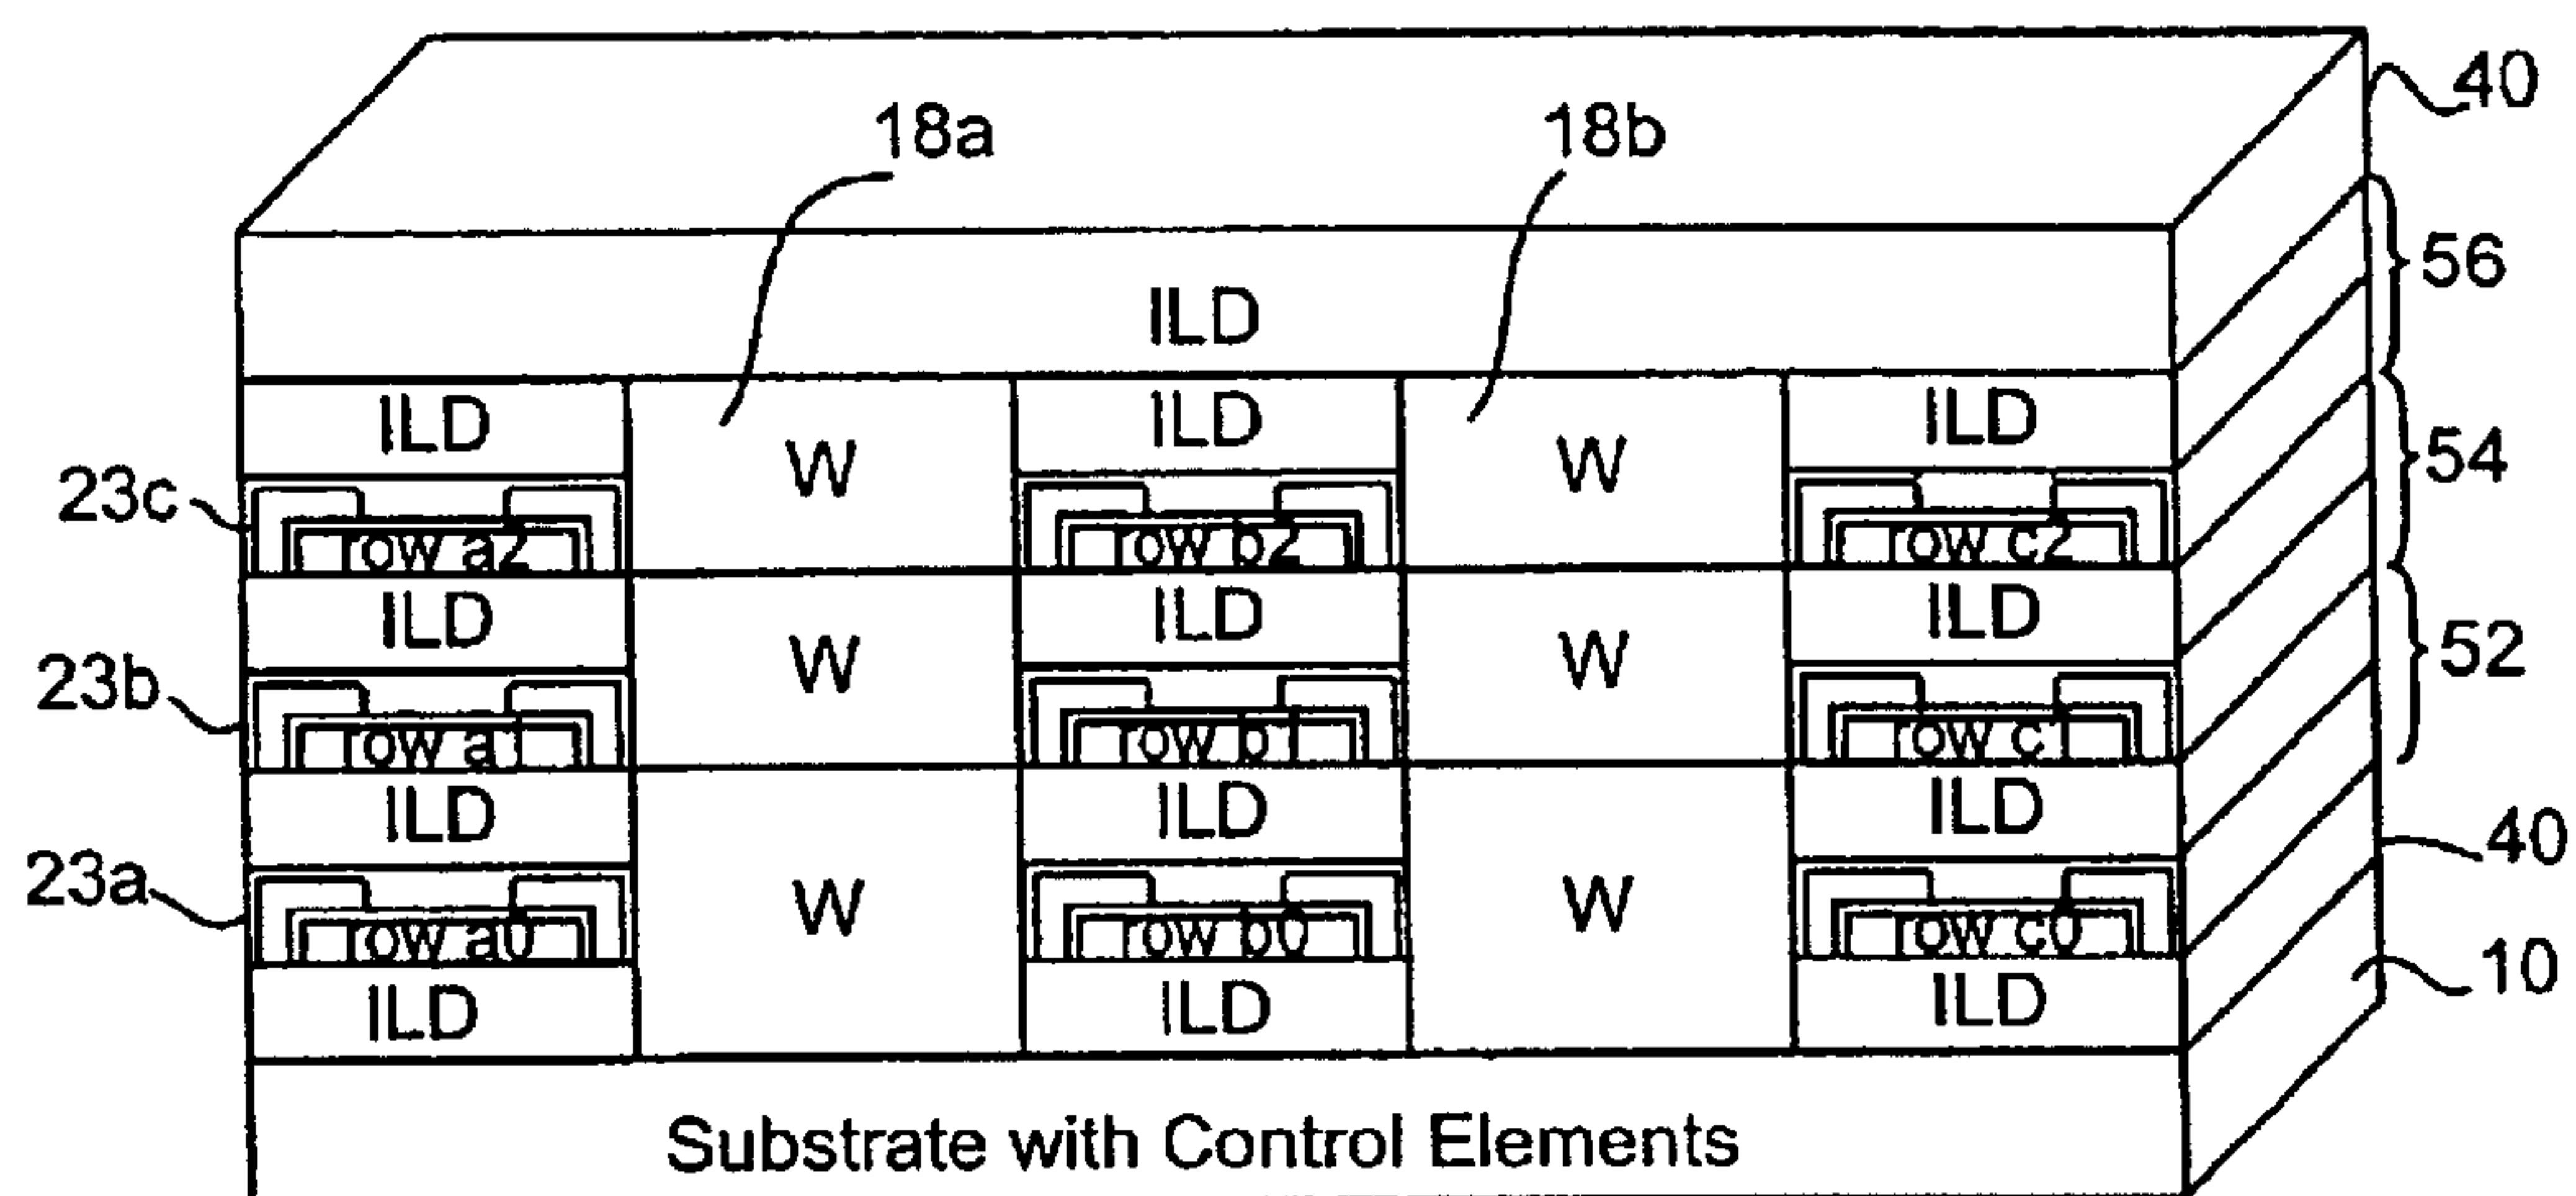 40
18a 18b
56
ILD
ILD ILD ILD
54
W W
23c
row a2 row b2 row c2
ILD ILD ILD
52
W W
23b
row a1 row b1 row c1
ILD ILD ILD
40
23a
W W
row a0 row b0 row c0
10
ILD ILD ILD
Substrate with Control Elements